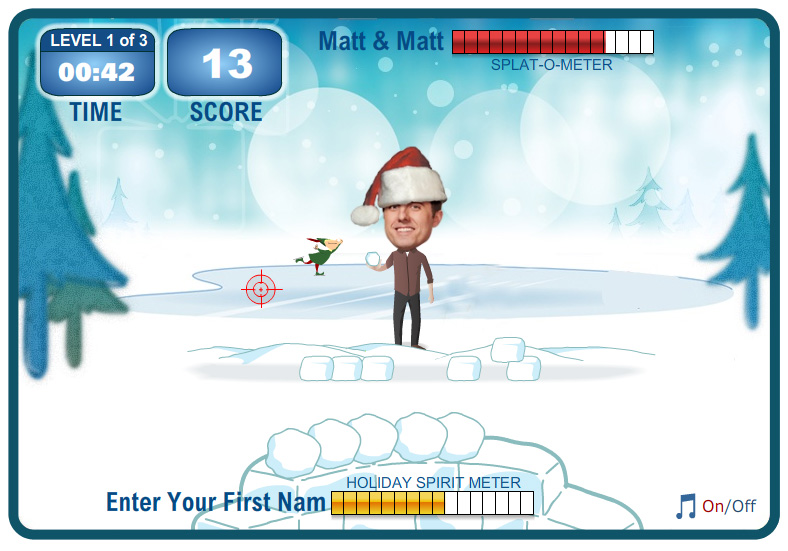 LEVEL 1 of 3
00:42
TIME
13
SCORE
Matt & Matt
SPLAT-O-METER
HOLIDAY SPIRIT METER
Enter Your First Nam
On/Off